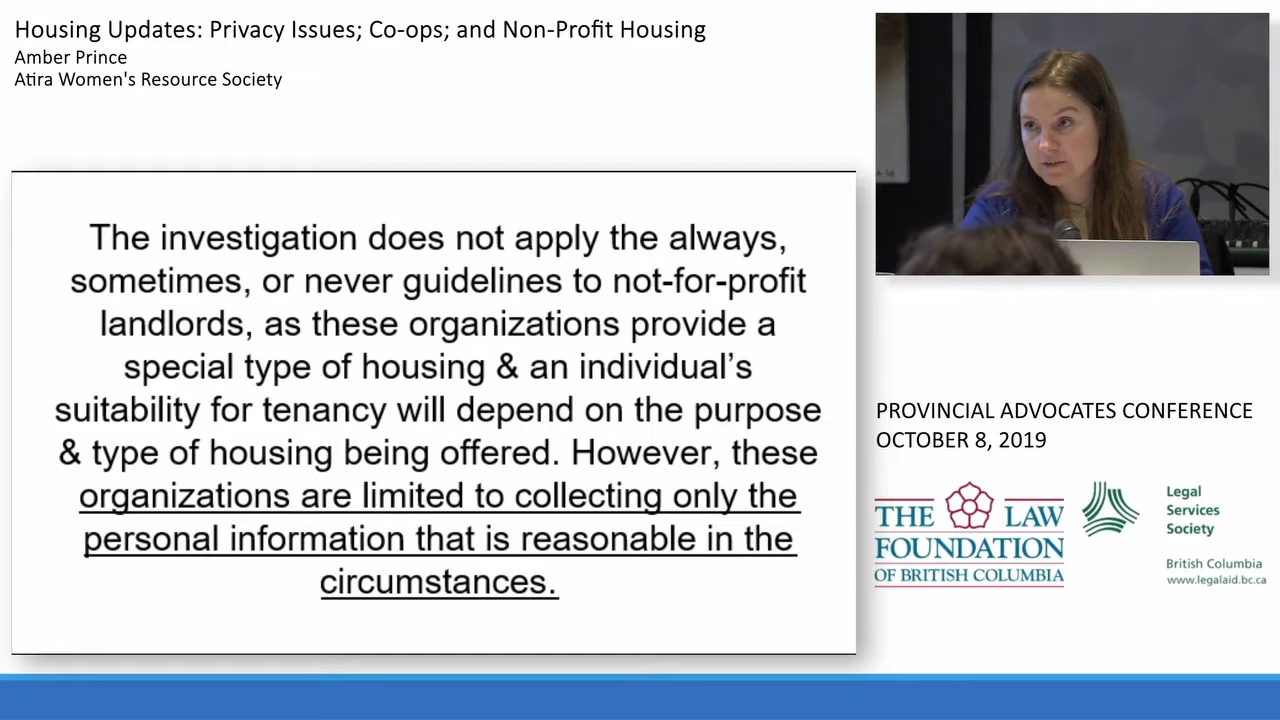 Housing Updates: Privacy Issues; Co-ops; and Non-Profit Housing
Amber Prince
Atira Women's Resource Society
The investigation does not apply the always,
sometimes, or never guidelines to not-for-profit
landlords, as these organizations provide a
special type of housing & an individual’s
suitability for tenancy will depend on the purpose
& type of housing being offered. However, these
organizations are limited to collecting only the
personal information that is reasonable in the
circumstances.
PROVINCIAL ADVOCATES CONFERENCE
OCTOBER 8, 2019
THE LAW
FOUNDATION
OF BRITISH COLUMBIA
Legal
Services
Society
British Columbia
www.legalaid.bc.ca